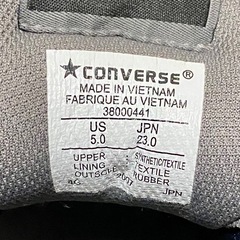 ★CONVERSE®
MADE IN VIETNAM
FABRIQUE AU VIETNAM
38000441
US JPN
5.0 23.0
UPPER SYNTHETIC/TEXTILE
LINING TEXTILE
OUTSOLE RUBBER
JPN